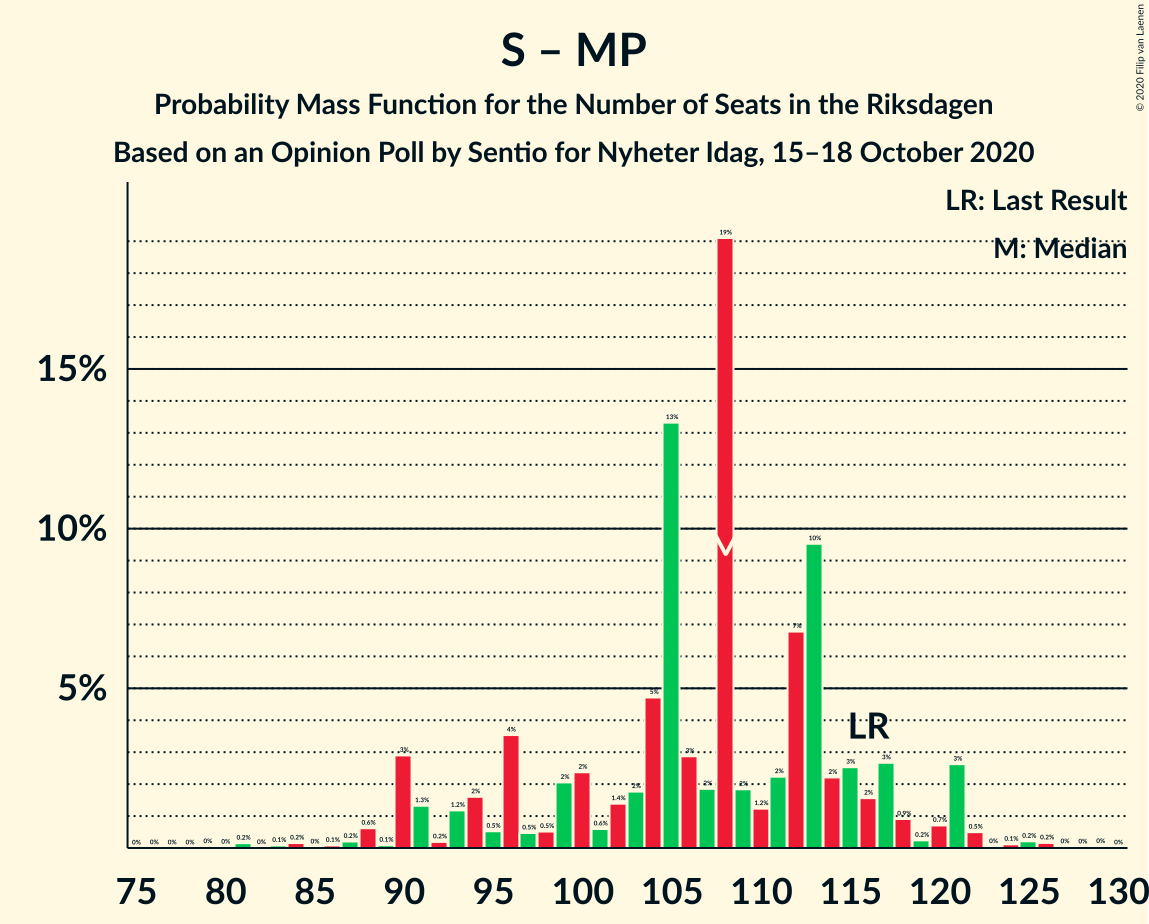 S – MP
Probability Mass Function for the Number of Seats in the Riksdagen
Based on an Opinion Poll by Sentio for Nyheter Idag, 15–18 October 2020
© 2020 Filip van Laenen
LR: Last Result
M: Median
15%
10%
5%
0% 0% 0% 0% 0% 0% 0.2% 0% 0.1% 0.2% 0% 0.1% 0.2% 0.6% 0.1% 3% 1.3% 0.2% 1.2% 2% 0.5% 4% 0.5% 0.5% 2% 2% 0.6% 1.4% 2% 5% 13% 3% 2% 19% 2% 1.2% 2% 7% 10% 2% 3% 2% 3% 0.9% 0.2% 0.7% 3% 0.5% 0% 0.1% 0.2% 0.2% 0% 0% 0% 0%
LR
75 80 85 90 95 100 105 110 115 120 125 130